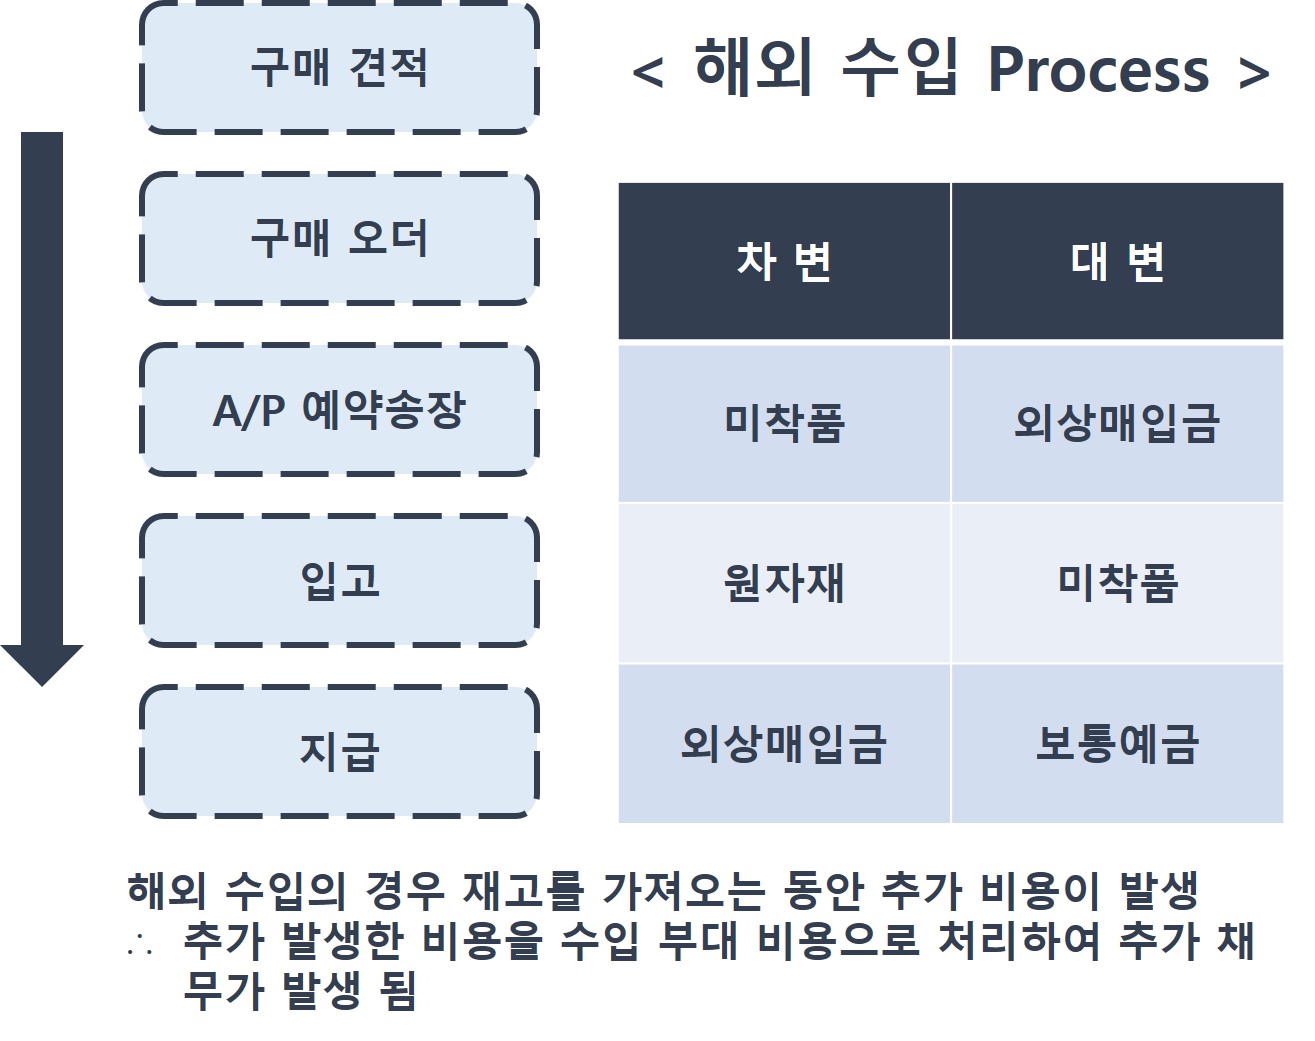 구매 견적
구매 오더
A/P 예약송장
입고
지급
< 해외 수입 Process >
차 변 대 변
미착품 외상매입금
원자재 미착품
외상매입금 보통예금
해외 수입의 경우 재고를 가져오는 동안 추가 비용이 발생
∴ 추가 발생한 비용을 수입 부대 비용으로 처리하여 추가 채
무가 발생 됨